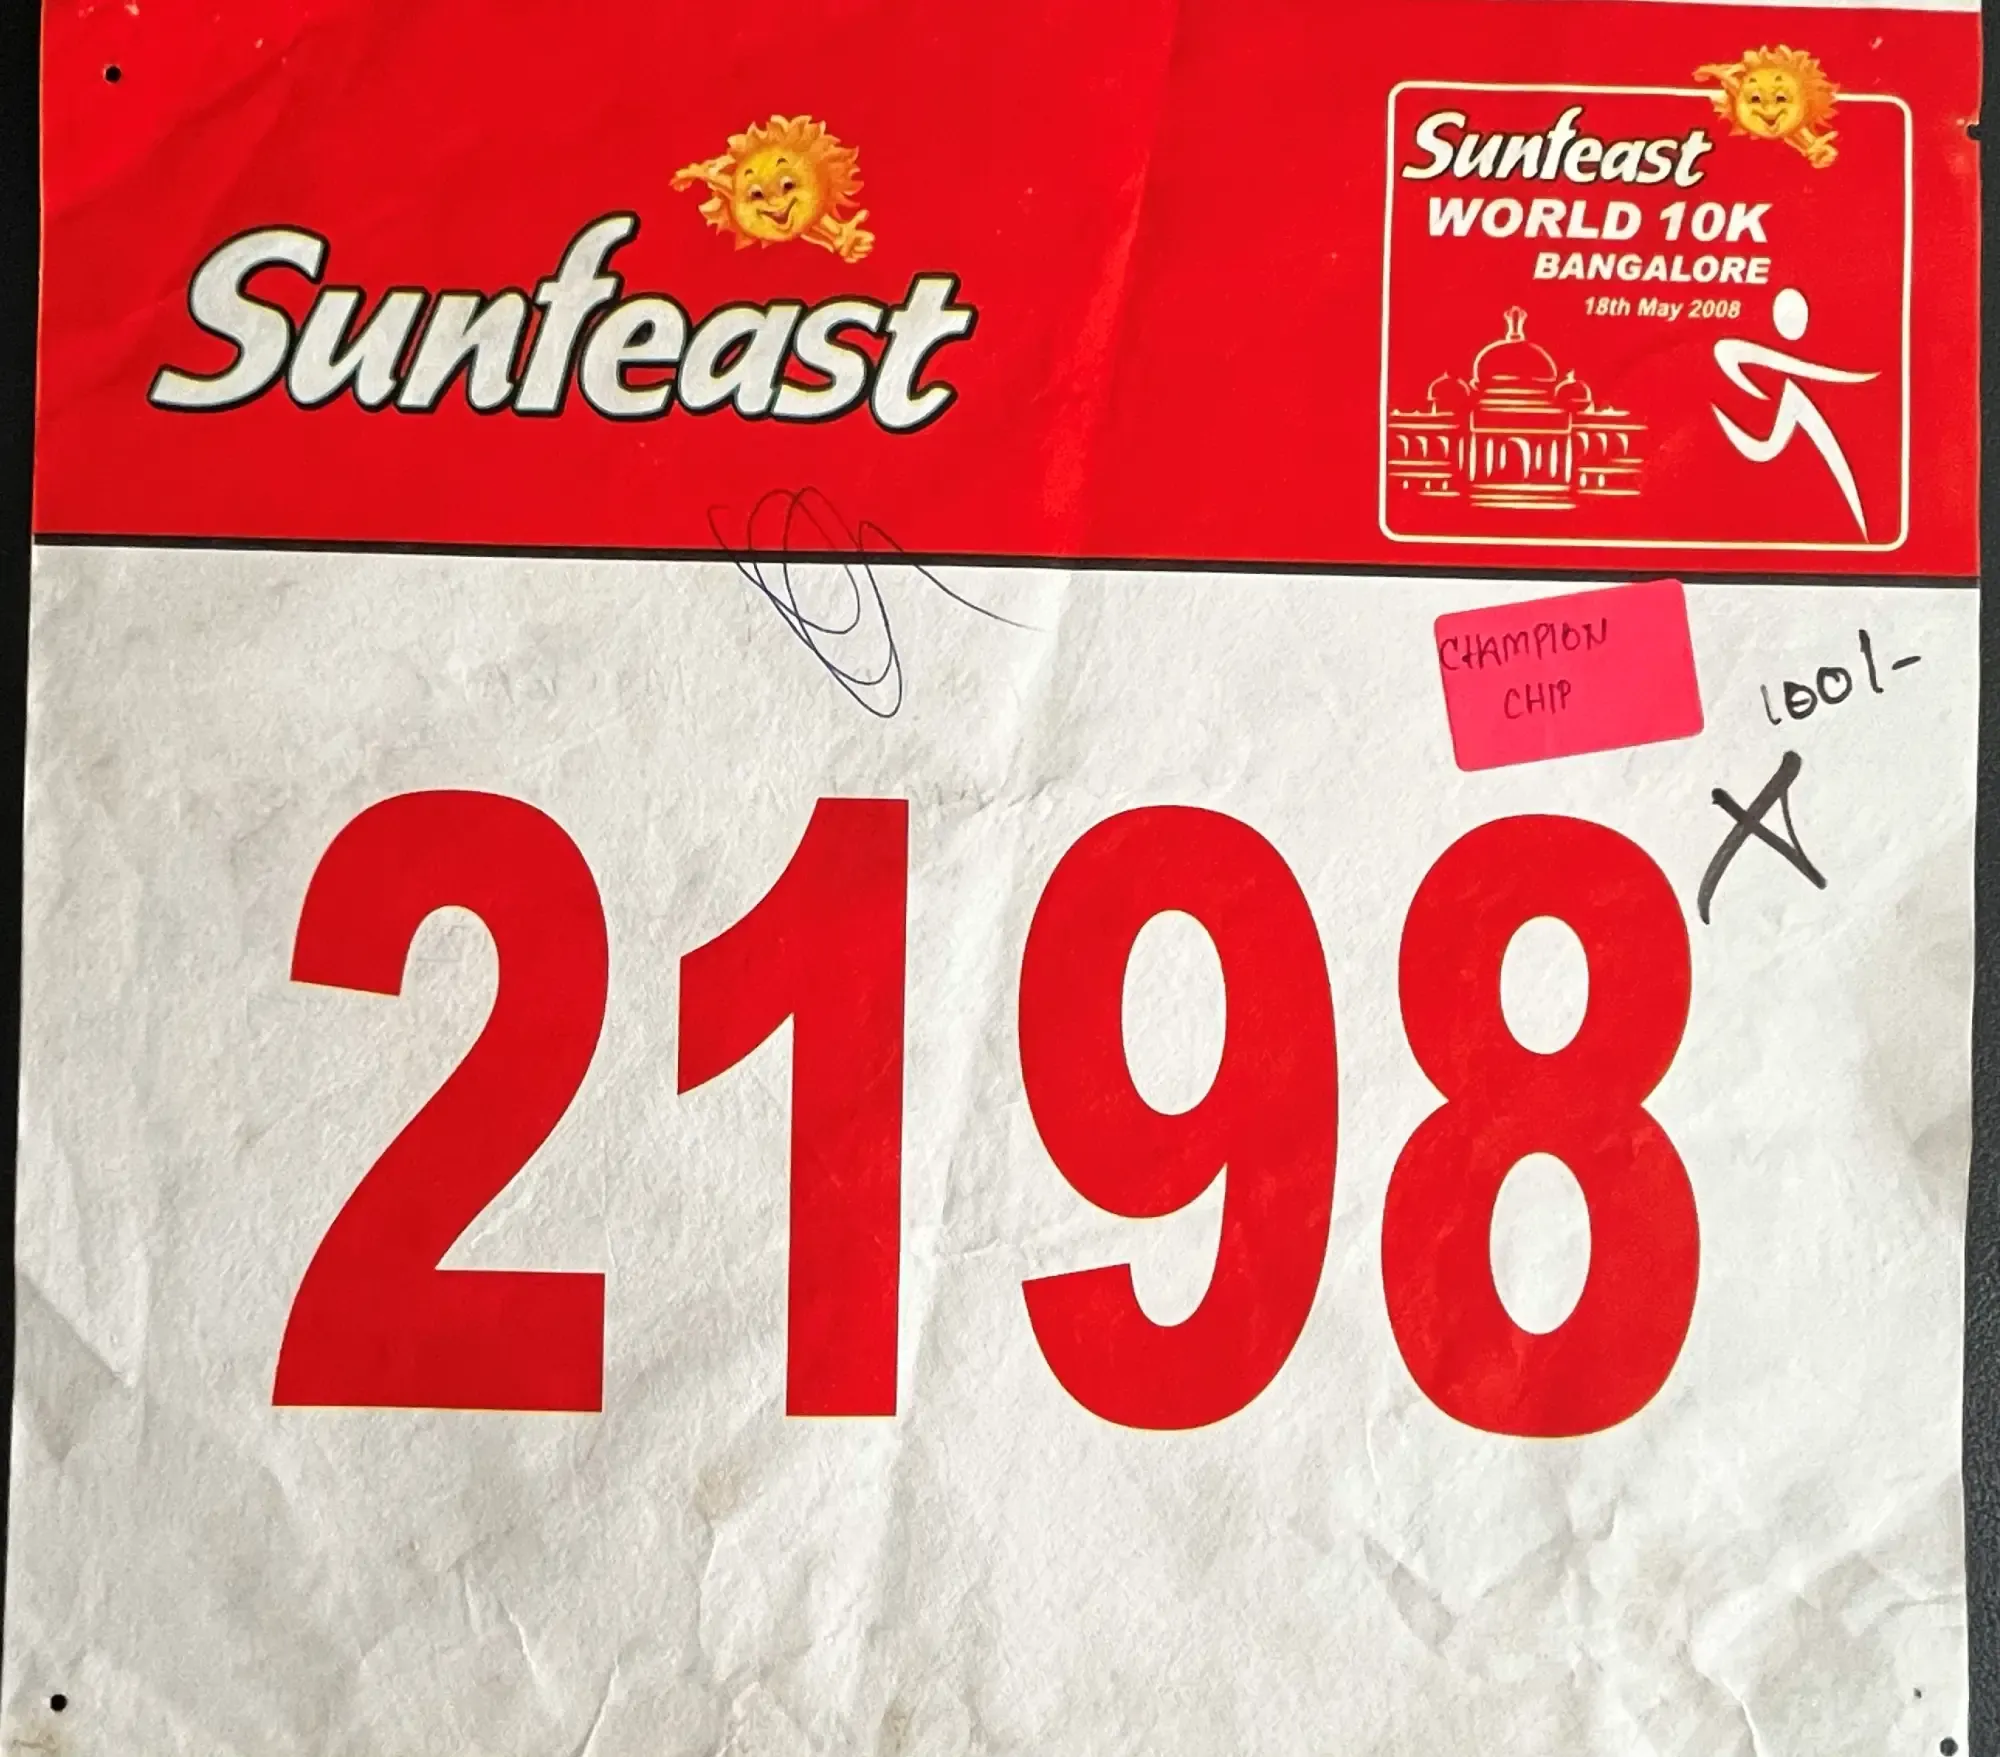 Sunfeast
Sunfeast
WORLD 10K
BANGALORE
18th May 2008
CHAMPION
CHIP
100/-
2198